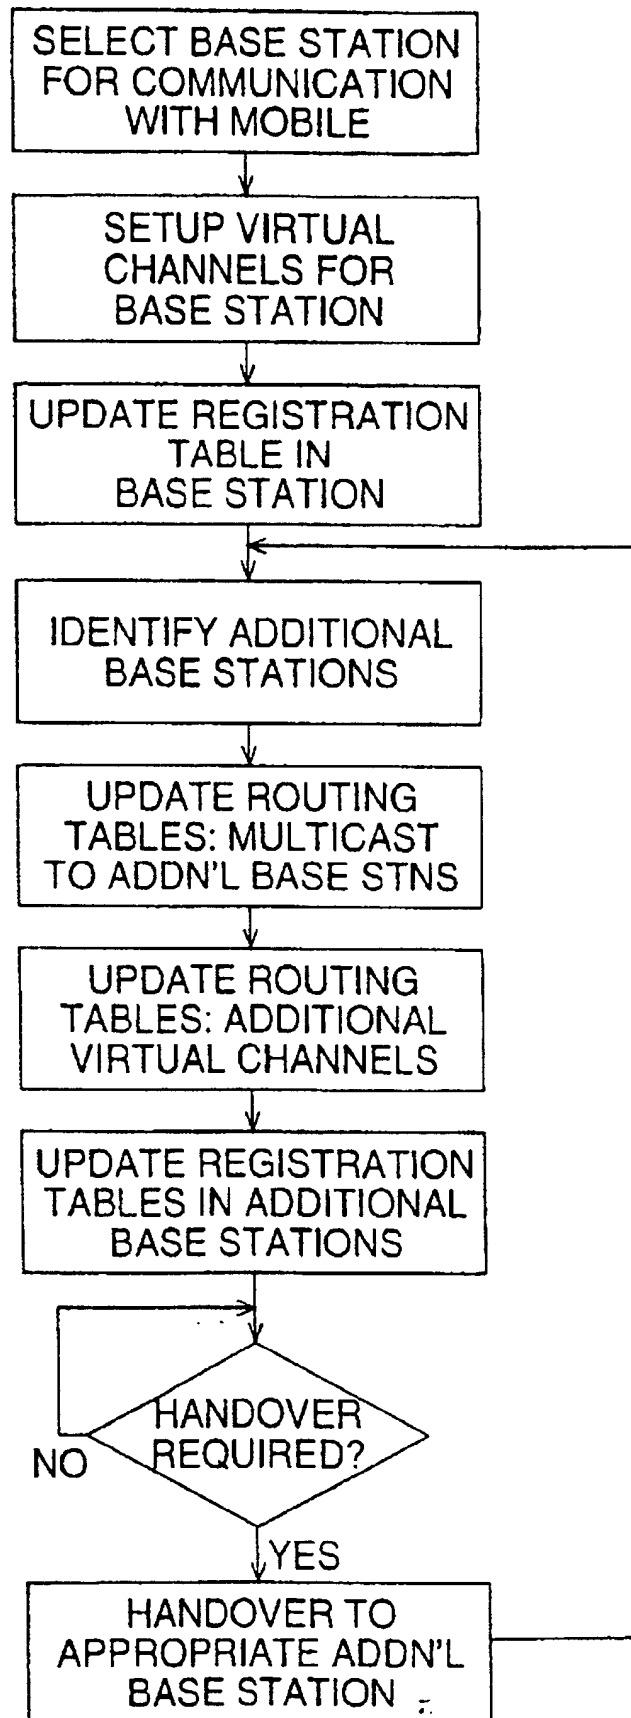 SELECT BASE STATION
FOR COMMUNICATION
WITH MOBILE
SETUP VIRTUAL
CHANNELS FOR
BASE STATION
UPDATE REGISTRATION
TABLE IN
BASE STATION
IDENTIFY ADDITIONAL
BASE STATIONS
UPDATE ROUTING
TABLES: MULTICAST
TO ADDN'L BASE STNS
UPDATE ROUTING
TABLES: ADDITIONAL
VIRTUAL CHANNELS
UPDATE REGISTRATION
TABLES IN ADDITIONAL
BASE STATIONS
HANDOVER
REQUIRED?
NO
YES
HANDOVER TO
APPROPRIATE ADDN'L
BASE STATION